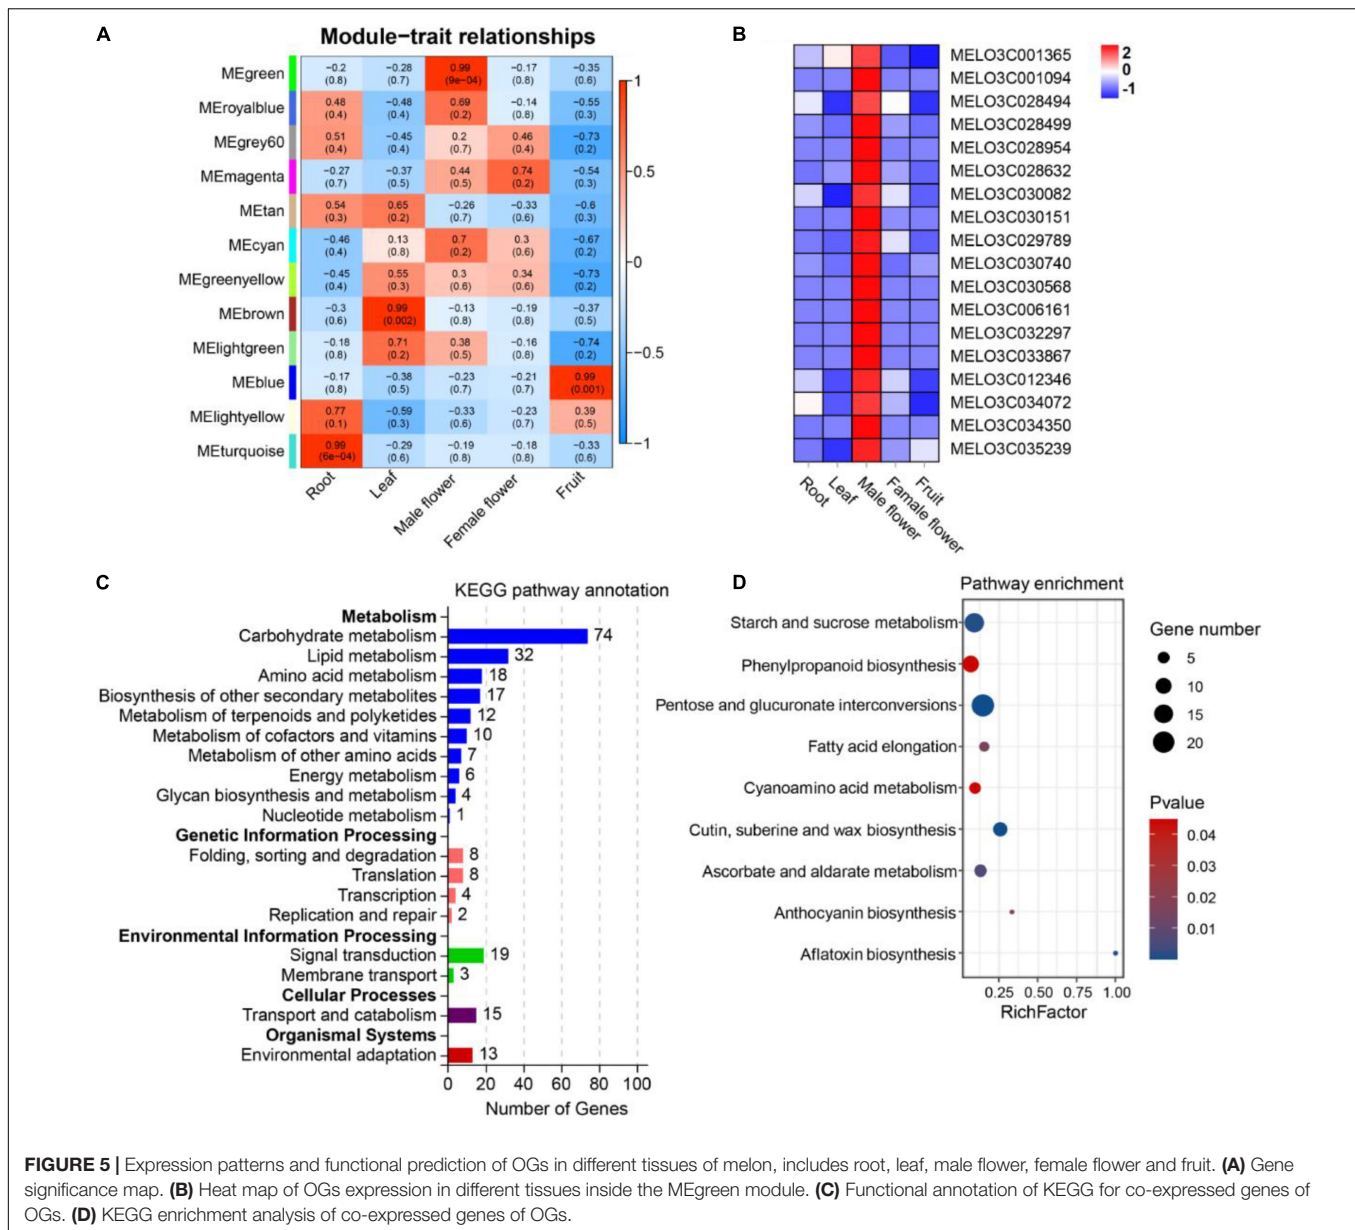 A
Module−trait relationships
MEgreen −0.2 −0.28 0.99 −0.17 −0.35
(0.8) (0.7) (9e−04) (0.8) (0.6)
MEroyalblue 0.48 −0.48 0.69 −0.14 −0.55
(0.4) (0.4) (0.2) (0.8) (0.3)
MEgrey60 0.51 −0.45 0.2 0.46 −0.73
(0.4) (0.4) (0.7) (0.4) (0.2)
MEmagenta −0.27 −0.37 0.44 0.74 −0.54
(0.7) (0.5) (0.5) (0.2) (0.3)
MEtan 0.54 0.65 −0.26 −0.33 −0.6
(0.3) (0.2) (0.7) (0.6) (0.3)
MEcyan −0.46 0.13 0.7 0.3 −0.67
(0.4) (0.8) (0.2) (0.6) (0.2)
MEgreenyellow −0.45 0.55 0.3 0.34 −0.73
(0.4) (0.3) (0.6) (0.6) (0.2)
MEbrown −0.3 0.99 −0.13 −0.19 −0.37
(0.6) (0.002) (0.8) (0.8) (0.5)
MElightgreen −0.18 0.71 0.38 −0.16 −0.74
(0.8) (0.2) (0.5) (0.8) (0.2)
MEblue −0.17 −0.38 −0.23 −0.21 0.99
(0.8) (0.5) (0.7) (0.7) (0.001)
MElightyellow 0.77 −0.59 −0.33 −0.23 0.39
(0.1) (0.3) (0.6) (0.7) (0.5)
MEturquoise 0.99 −0.29 −0.19 −0.18 −0.33
(6e−04) (0.6) (0.8) (0.8) (0.6)
Root Leaf Male flower Female flower Fruit
1
0.5
0
−0.5
−1
B
MELO3C001365
MELO3C001094
MELO3C028494
MELO3C028499
MELO3C028954
MELO3C028632
MELO3C030082
MELO3C030151
MELO3C029789
MELO3C030740
MELO3C030568
MELO3C006161
MELO3C032297
MELO3C033867
MELO3C012346
MELO3C034072
MELO3C034350
MELO3C035239
Root Leaf Male flower Famale flower Fruit
2
0
-1
C
KEGG pathway annotation
Metabolism
Carbohydrate metabolism 74
Lipid metabolism 32
Amino acid metabolism 18
Biosynthesis of other secondary metabolites 17
Metabolism of terpenoids and polyketides 12
Metabolism of cofactors and vitamins 10
Metabolism of other amino acids 7
Energy metabolism 6
Glycan biosynthesis and metabolism 4
Nucleotide metabolism 1
Genetic Information Processing
Folding, sorting and degradation 8
Translation 8
Transcription 4
Replication and repair 2
Environmental Information Processing
Signal transduction 19
Membrane transport 3
Cellular Processes
Transport and catabolism 15
Organismal Systems
Environmental adaptation 13
0 20 40 60 80 100
Number of Genes
D
Pathway enrichment
Starch and sucrose metabolism
Phenylpropanoid biosynthesis
Pentose and glucuronate interconversions
Fatty acid elongation
Cyanoamino acid metabolism
Cutin, suberine and wax biosynthesis
Ascorbate and aldarate metabolism
Anthocyanin biosynthesis
Aflatoxin biosynthesis
0.25 0.50 0.75 1.00
RichFactor
Gene number
5
10
15
20
Pvalue
0.04
0.03
0.02
0.01
FIGURE 5 | Expression patterns and functional prediction of OGs in different tissues of melon, includes root, leaf, male flower, female flower and fruit. (A) Gene
significance map. (B) Heat map of OGs expression in different tissues inside the MEgreen module. (C) Functional annotation of KEGG for co-expressed genes of
OGs. (D) KEGG enrichment analysis of co-expressed genes of OGs.